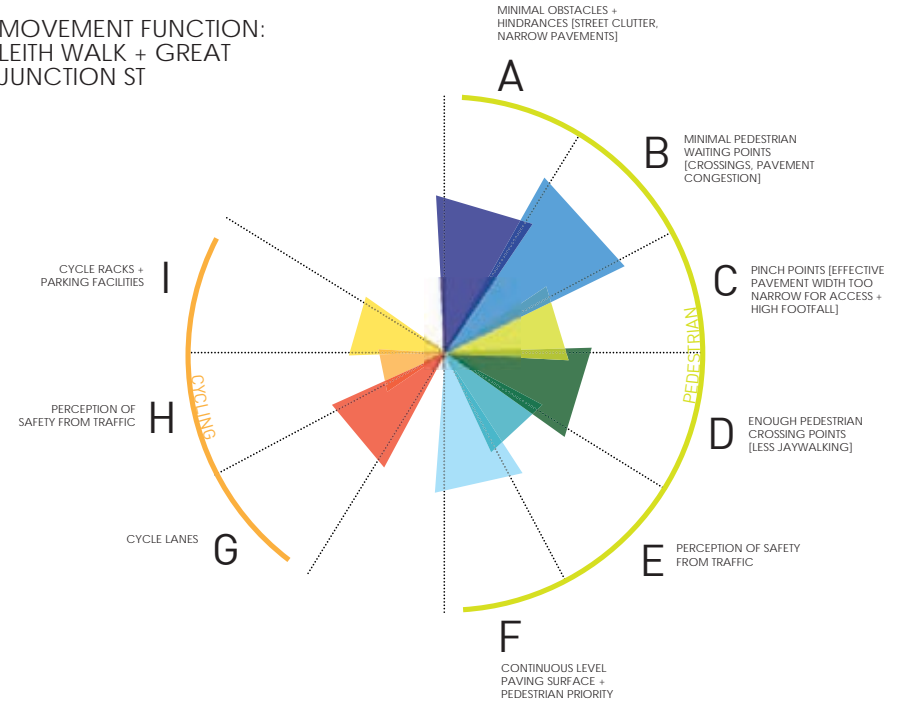 MOVEMENT FUNCTION:
LEITH WALK + GREAT
JUNCTION ST
MINIMAL OBSTACLES +
HINDRANCES [STREET CLUTTER,
NARROW PAVEMENTS]
A
B
MINIMAL PEDESTRIAN
WAITING POINTS
[CROSSINGS, PAVEMENT
CONGESTION]
C
PINCH POINTS [EFFECTIVE
PAVEMENT WIDTH TOO
NARROW FOR ACCESS +
HIGH FOOTFALL]
PEDESTRIAN
D
ENOUGH PEDESTRIAN
CROSSING POINTS
[LESS JAYWALKING]
E
PERCEPTION OF SAFETY
FROM TRAFFIC
F
CONTINUOUS LEVEL
PAVING SURFACE +
PEDESTRIAN PRIORITY
CYCLE LANES
G
PERCEPTION OF
SAFETY FROM TRAFFIC
H
CYCLING
CYCLE RACKS +
PARKING FACILITIES
I